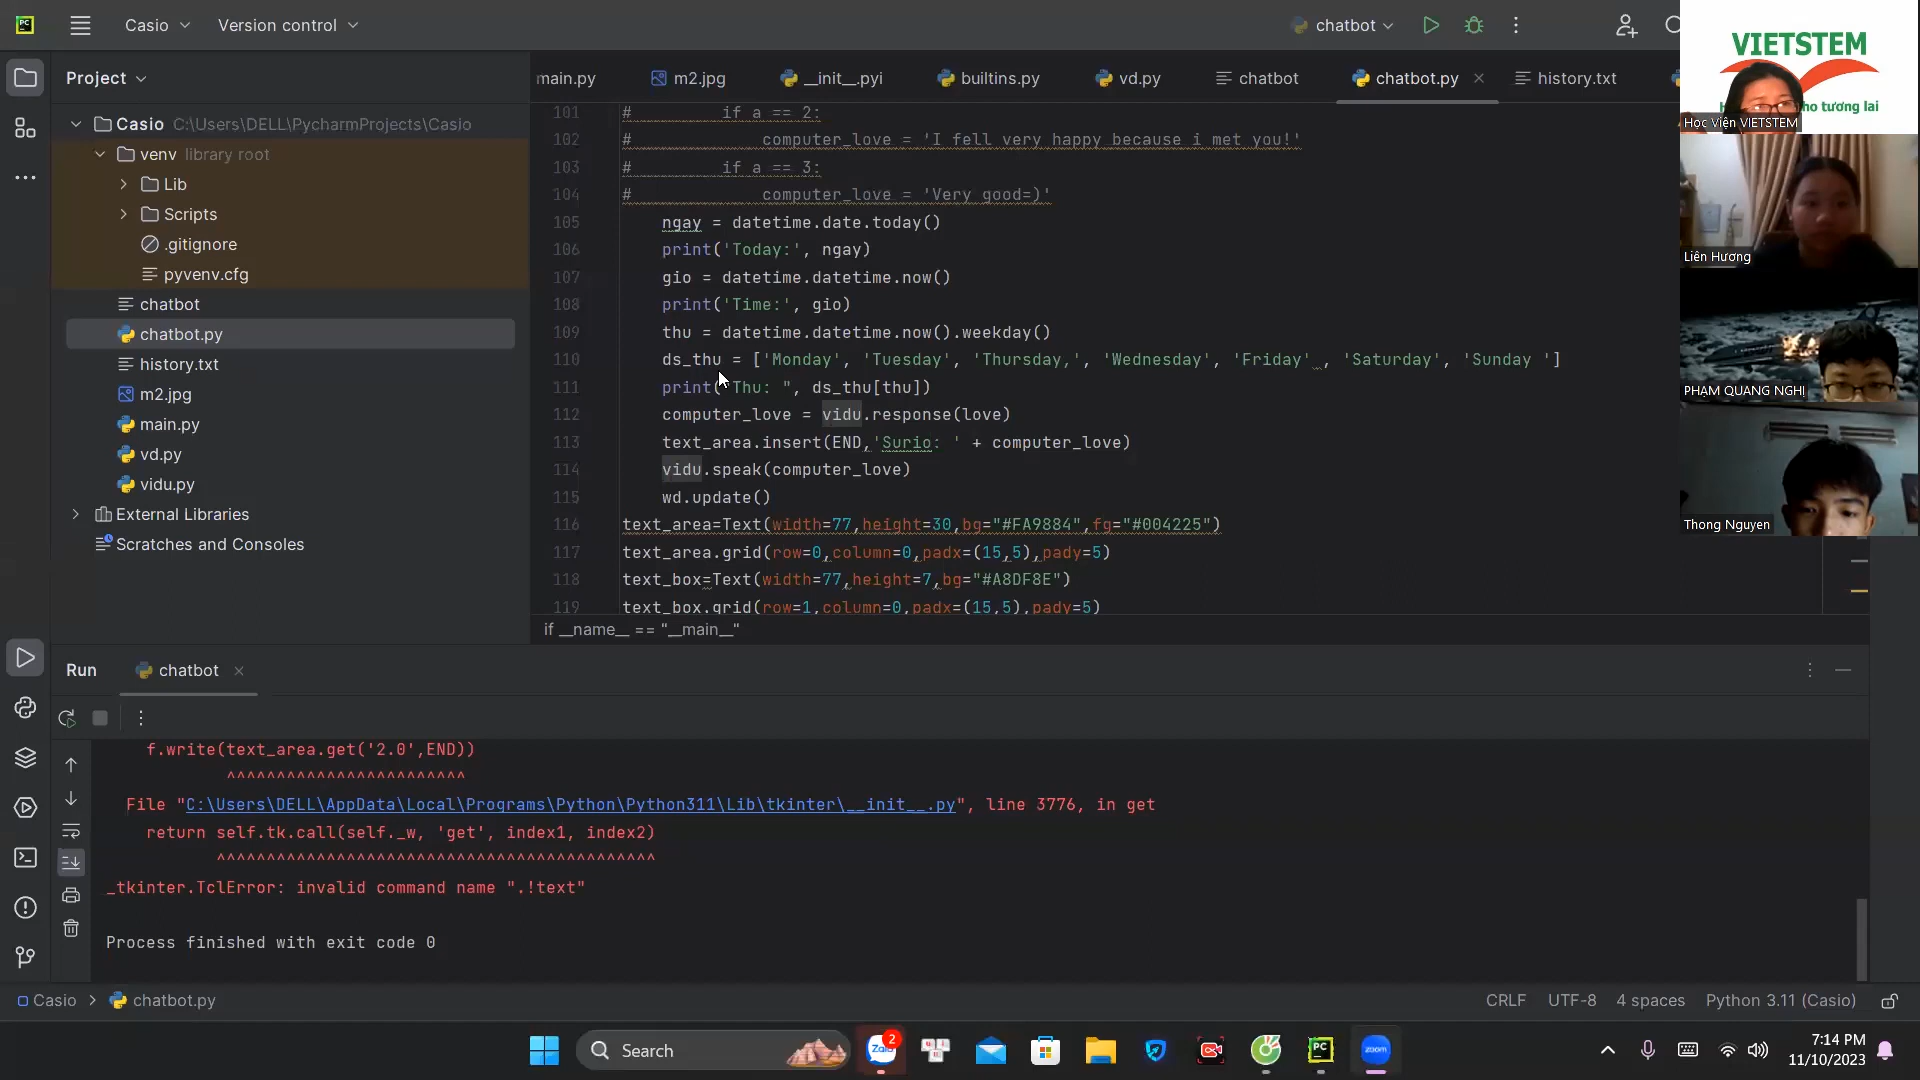 Casio
Version control
chatbot
Project
main.py
m2.jpg
__init__.pyi
builtins.py
vd.py
chatbot
chatbot.py
history.txt
VIETSTEM
ho tương lai
Học Viện VIETSTEM
Liên Hương
PHẠM QUANG NGHỊ
Thong Nguyen
Casio C:\Users\DELL\PycharmProjects\Casio
venv library root
Lib
Scripts
.gitignore
pyvenv.cfg
chatbot
chatbot.py
history.txt
m2.jpg
main.py
vd.py
vidu.py
External Libraries
Scratches and Consoles
101 # if a == 2:
102 # computer_love = 'I fell very happy because i met you!'
103 # if a == 3:
104 # computer_love = 'Very good=)'
105 ngay = datetime.date.today()
106 print('Today:', ngay)
107 gio = datetime.datetime.now()
108 print('Time:', gio)
109 thu = datetime.datetime.now().weekday()
110 ds_thu = ['Monday', 'Tuesday', 'Thursday,', 'Wednesday', 'Friday' , 'Saturday', 'Sunday ']
111 print("Thu: ", ds_thu[thu])
112 computer_love = vidu.response(love)
113 text_area.insert(END,'Surio: ' + computer_love)
114 vidu.speak(computer_love)
115 wd.update()
116 text_area=Text(width=77,height=30,bg="#FA9884",fg="#004225")
117 text_area.grid(row=0,column=0,padx=(15,5),pady=5)
118 text_box=Text(width=77,height=7,bg="#A8DF8E")
119 text_box.grid(row=1,column=0,padx=(15,5),pady=5)
if __name__ == "__main__"
Run
chatbot
f.write(text_area.get('2.0',END))
^^^^^^^^^^^^^^^^^^^^^^^^
File "C:\Users\DELL\AppData\Local\Programs\Python\Python311\Lib\tkinter\__init__.py", line 3776, in get
return self.tk.call(self._w, 'get', index1, index2)
^^^^^^^^^^^^^^^^^^^^^^^^^^^^^^^^^^^^^^^^^^^^
_tkinter.TclError: invalid command name ".!text"
Process finished with exit code 0
Casio
chatbot.py
CRLF
UTF-8
4 spaces
Python 3.11 (Casio)
Search
Zalo
2
PC
zoom
7:14 PM
11/10/2023